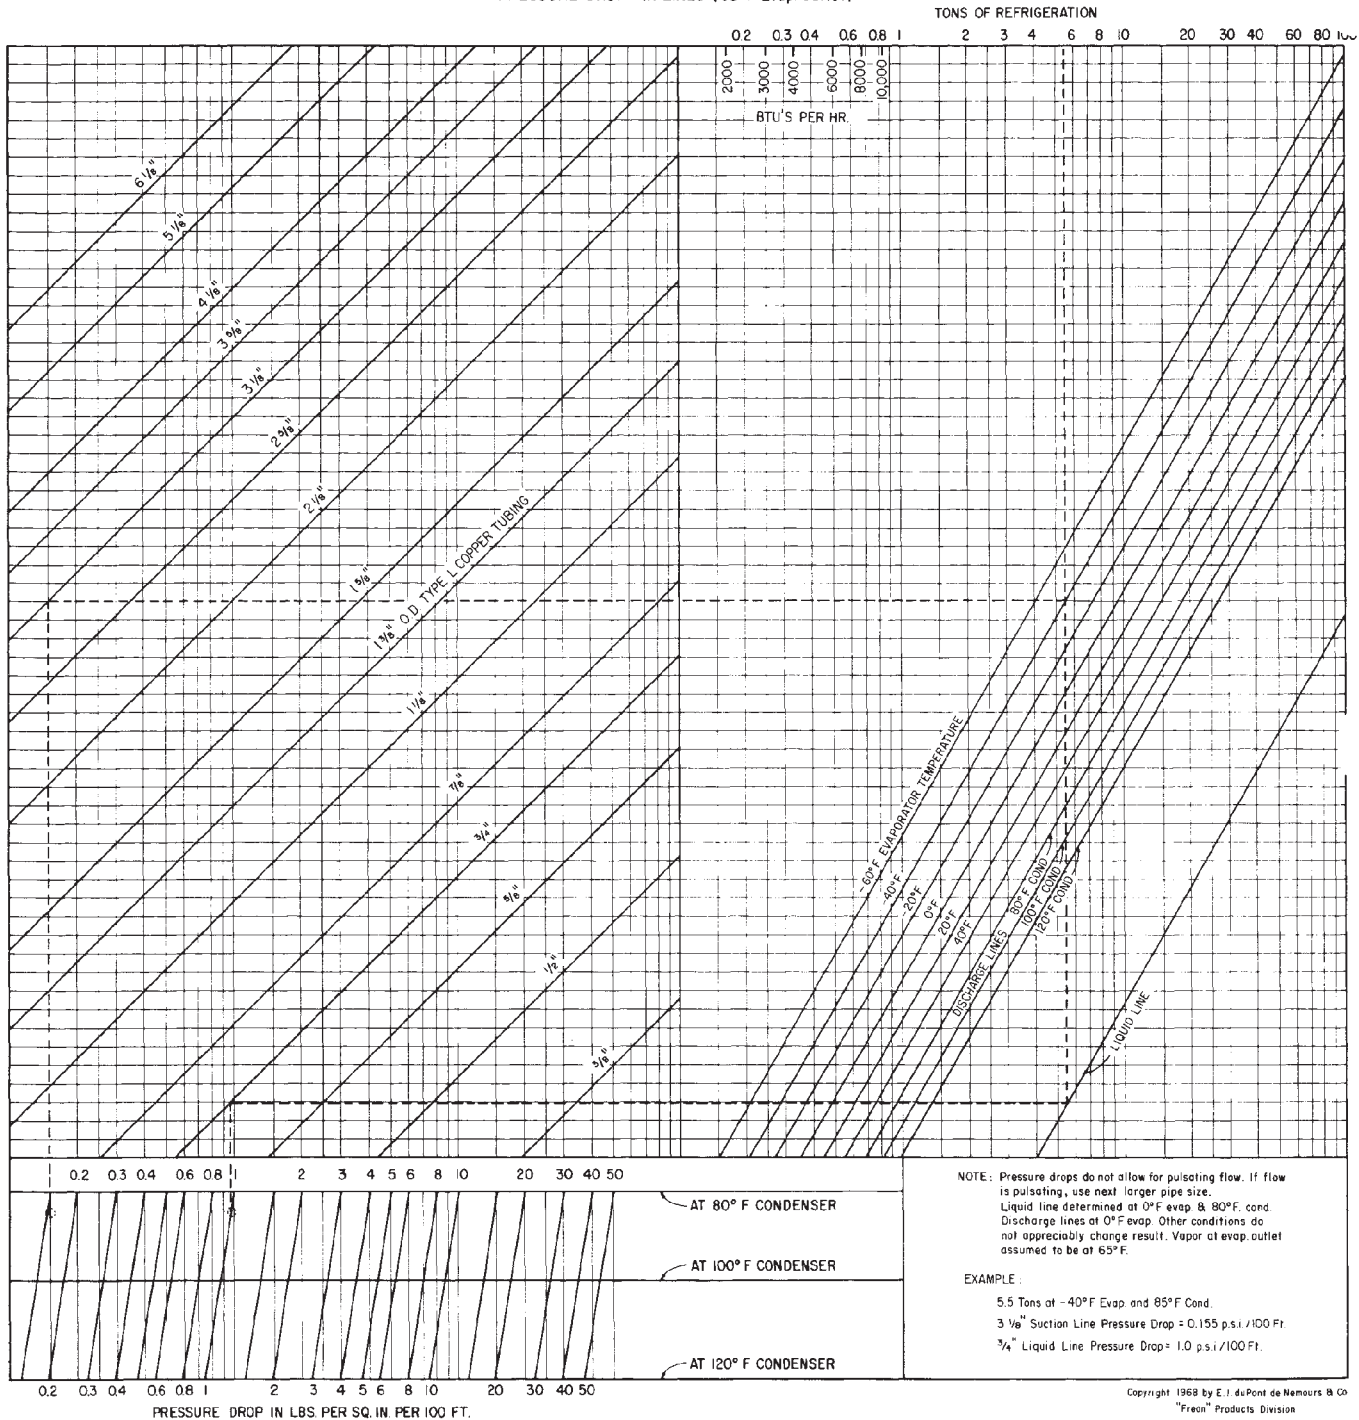 TONS OF REFRIGERATION
0.2 0.3 0.4 0.6 0.8 1 2 3 4 6 8 10 20 30 40 60 80
2000 3000 4000 6000 8000 10,000
BTU'S PER HR.
6 1/8"
5 1/8"
4 1/8"
3 5/8"
3 1/8"
2 5/8"
2 1/8"
1 5/8"
1 3/8" O.D. TYPE L COPPER TUBING
1 1/8"
7/8"
3/4"
5/8"
1/2"
3/8"
-60°F EVAPORATOR TEMPERATURE
-40°F
-20°F
0°F
20°F
40°F
DISCHARGE LINES
80°F COND
100°F COND
120°F COND
LIQUID LINE
0.2 0.3 0.4 0.6 0.8 1 2 3 4 5 6 8 10 20 30 40 50
AT 80° F CONDENSER
AT 100° F CONDENSER
AT 120° F CONDENSER
0.2 0.3 0.4 0.6 0.8 1 2 3 4 5 6 8 10 20 30 40 50
PRESSURE DROP IN LBS. PER SQ. IN. PER 100 FT.
NOTE: Pressure drops do not allow for pulsating flow. If flow
is pulsating, use next larger pipe size.
Liquid line determined at 0°F evap. & 80°F. cond.
Discharge lines at 0°F evap. Other conditions do
not appreciably change result. Vapor at evap. outlet
assumed to be at 65°F.
EXAMPLE:
5.5 Tons at -40°F Evap. and 85°F Cond.
3 1/8" Suction Line Pressure Drop = 0.155 p.s.i./100 Ft.
3/4" Liquid Line Pressure Drop= 1.0 p.s.i./100 Ft.
Copyright 1968 by E.I. duPont de Nemours & Co
"Freon" Products Division